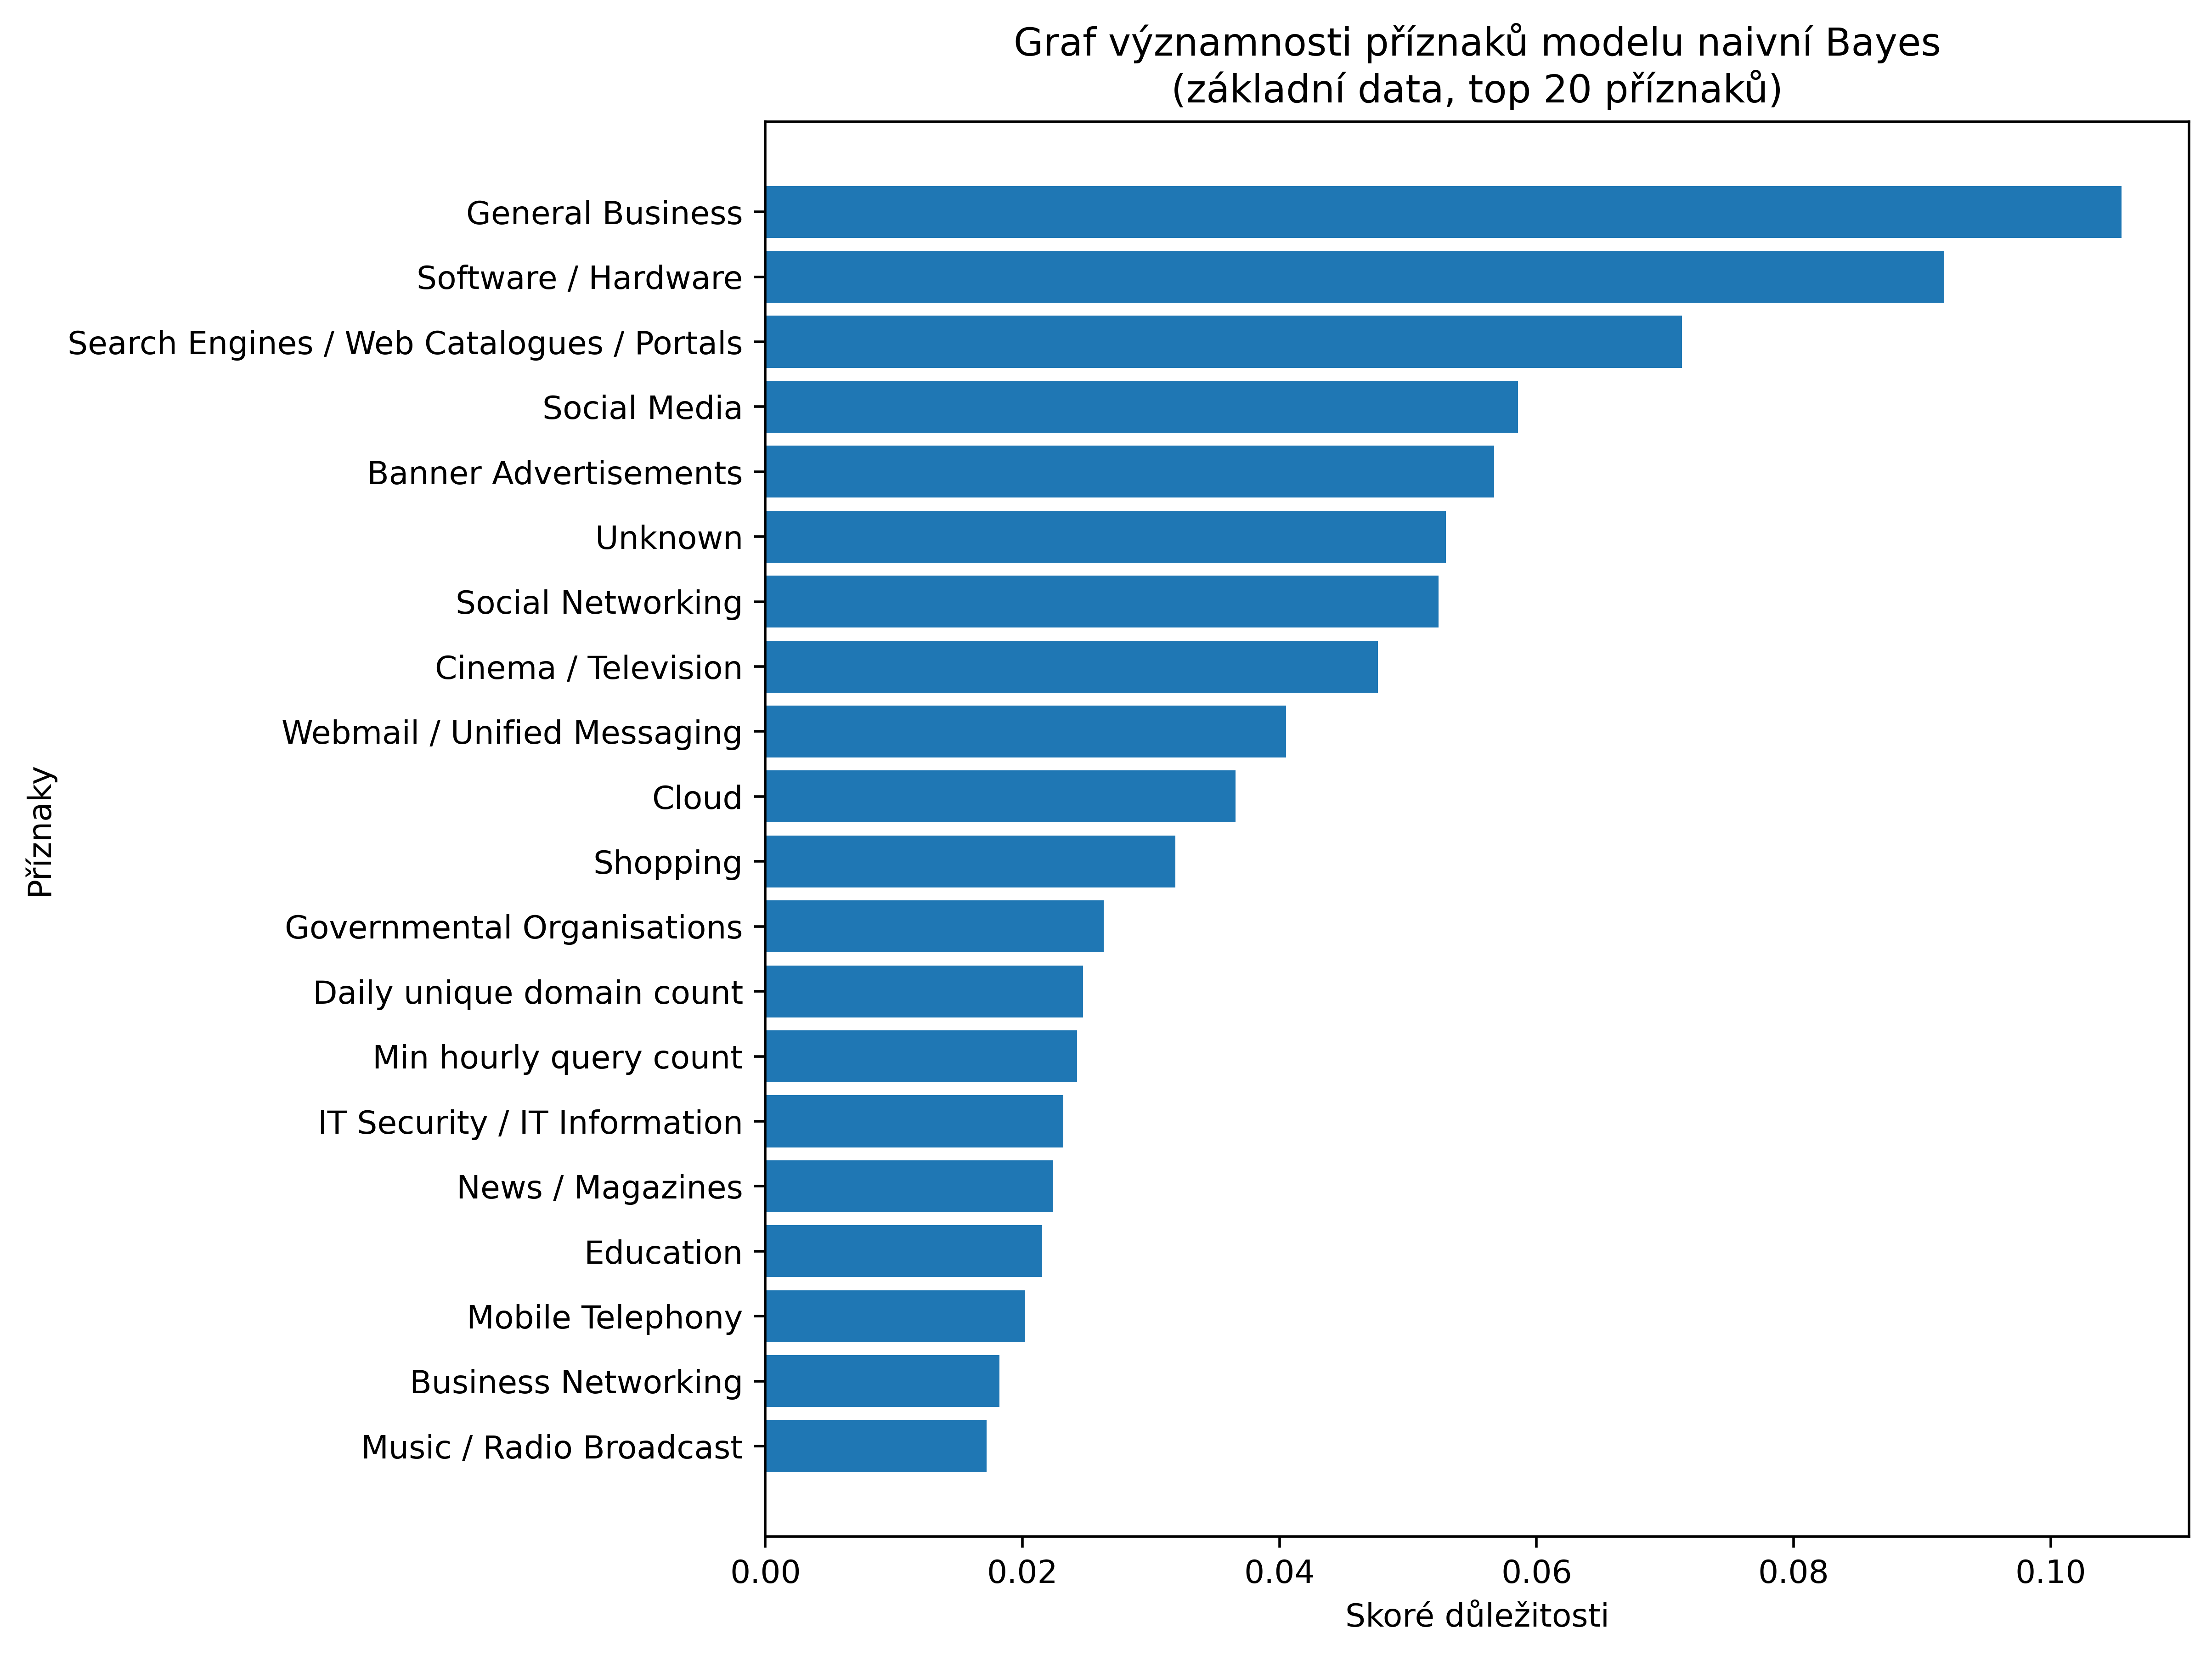 Graf významnosti příznaků modelu naivní Bayes
(základní data, top 20 příznaků)
General Business
Software / Hardware
Search Engines / Web Catalogues / Portals
Social Media
Banner Advertisements
Unknown
Social Networking
Cinema / Television
Webmail / Unified Messaging
Cloud
Shopping
Governmental Organisations
Daily unique domain count
Min hourly query count
IT Security / IT Information
News / Magazines
Education
Mobile Telephony
Business Networking
Music / Radio Broadcast
Příznaky
0.00 0.02 0.04 0.06 0.08 0.10
Skoré důležitosti